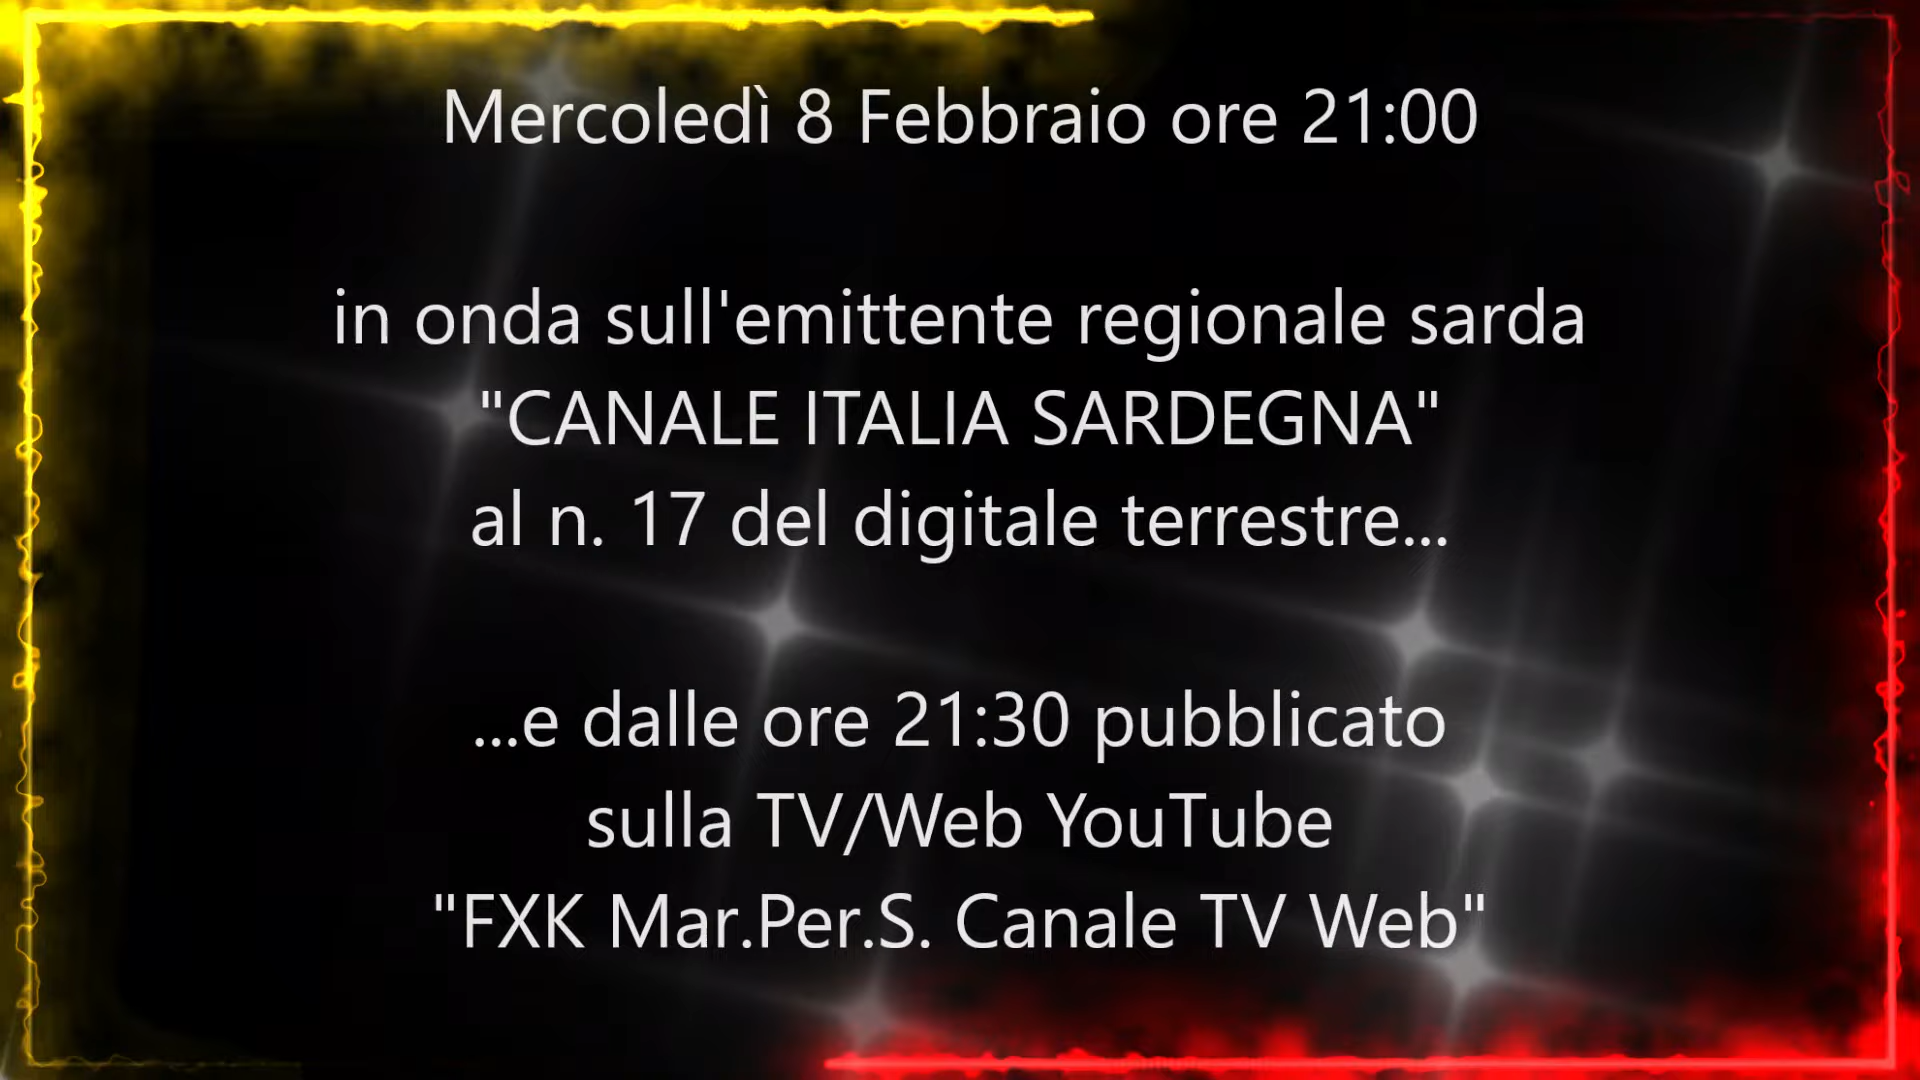 Mercoledì 8 Febbraio ore 21:00
in onda sull'emittente regionale sarda
"CANALE ITALIA SARDEGNA"
al n. 17 del digitale terrestre...
...e dalle ore 21:30 pubblicato
sulla TV/Web YouTube
"FXK Mar.Per.S. Canale TV Web"